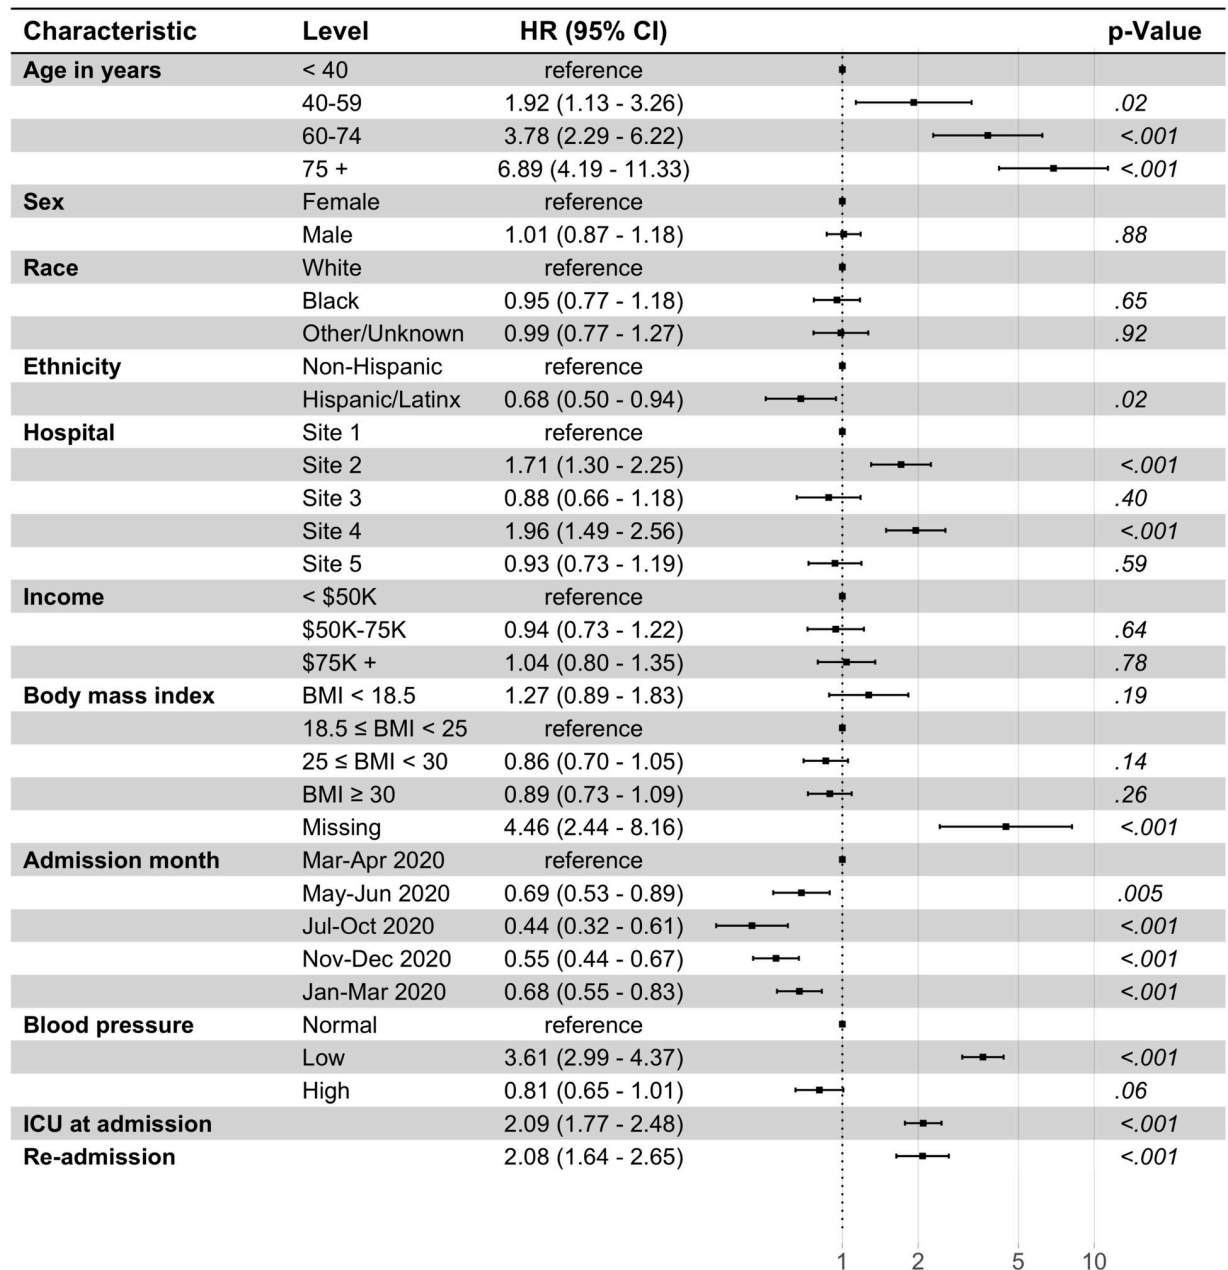 Characteristic Level HR (95% CI) p-Value
Age in years < 40 reference
40-59 1.92 (1.13 - 3.26) .02
60-74 3.78 (2.29 - 6.22) <.001
75 + 6.89 (4.19 - 11.33) <.001
Sex Female reference
Male 1.01 (0.87 - 1.18) .88
Race White reference
Black 0.95 (0.77 - 1.18) .65
Other/Unknown 0.99 (0.77 - 1.27) .92
Ethnicity Non-Hispanic reference
Hispanic/Latinx 0.68 (0.50 - 0.94) .02
Hospital Site 1 reference
Site 2 1.71 (1.30 - 2.25) <.001
Site 3 0.88 (0.66 - 1.18) .40
Site 4 1.96 (1.49 - 2.56) <.001
Site 5 0.93 (0.73 - 1.19) .59
Income < $50K reference
$50K-75K 0.94 (0.73 - 1.22) .64
$75K + 1.04 (0.80 - 1.35) .78
Body mass index BMI < 18.5 1.27 (0.89 - 1.83) .19
18.5 ≤ BMI < 25 reference
25 ≤ BMI < 30 0.86 (0.70 - 1.05) .14
BMI ≥ 30 0.89 (0.73 - 1.09) .26
Missing 4.46 (2.44 - 8.16) <.001
Admission month Mar-Apr 2020 reference
May-Jun 2020 0.69 (0.53 - 0.89) .005
Jul-Oct 2020 0.44 (0.32 - 0.61) <.001
Nov-Dec 2020 0.55 (0.44 - 0.67) <.001
Jan-Mar 2020 0.68 (0.55 - 0.83) <.001
Blood pressure Normal reference
Low 3.61 (2.99 - 4.37) <.001
High 0.81 (0.65 - 1.01) .06
ICU at admission 2.09 (1.77 - 2.48) <.001
Re-admission 2.08 (1.64 - 2.65) <.001
1 2 5 10